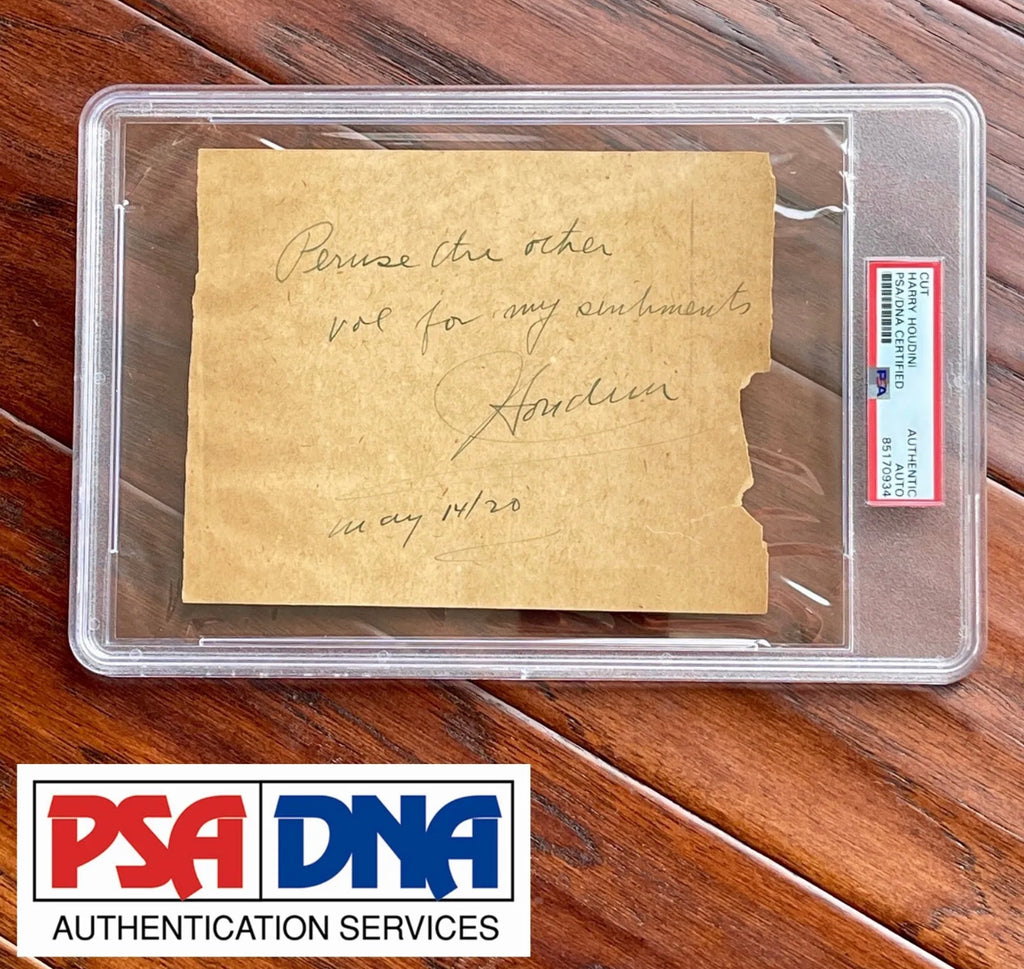 Peruse the other
vol for my sentiments
Houdini
May 14/20
CUT
HARRY HOUDINI
PSA/DNA CERTIFIED
AUTHENTIC
AUTO
85170934
PSA
PSA DNA
AUTHENTICATION SERVICES